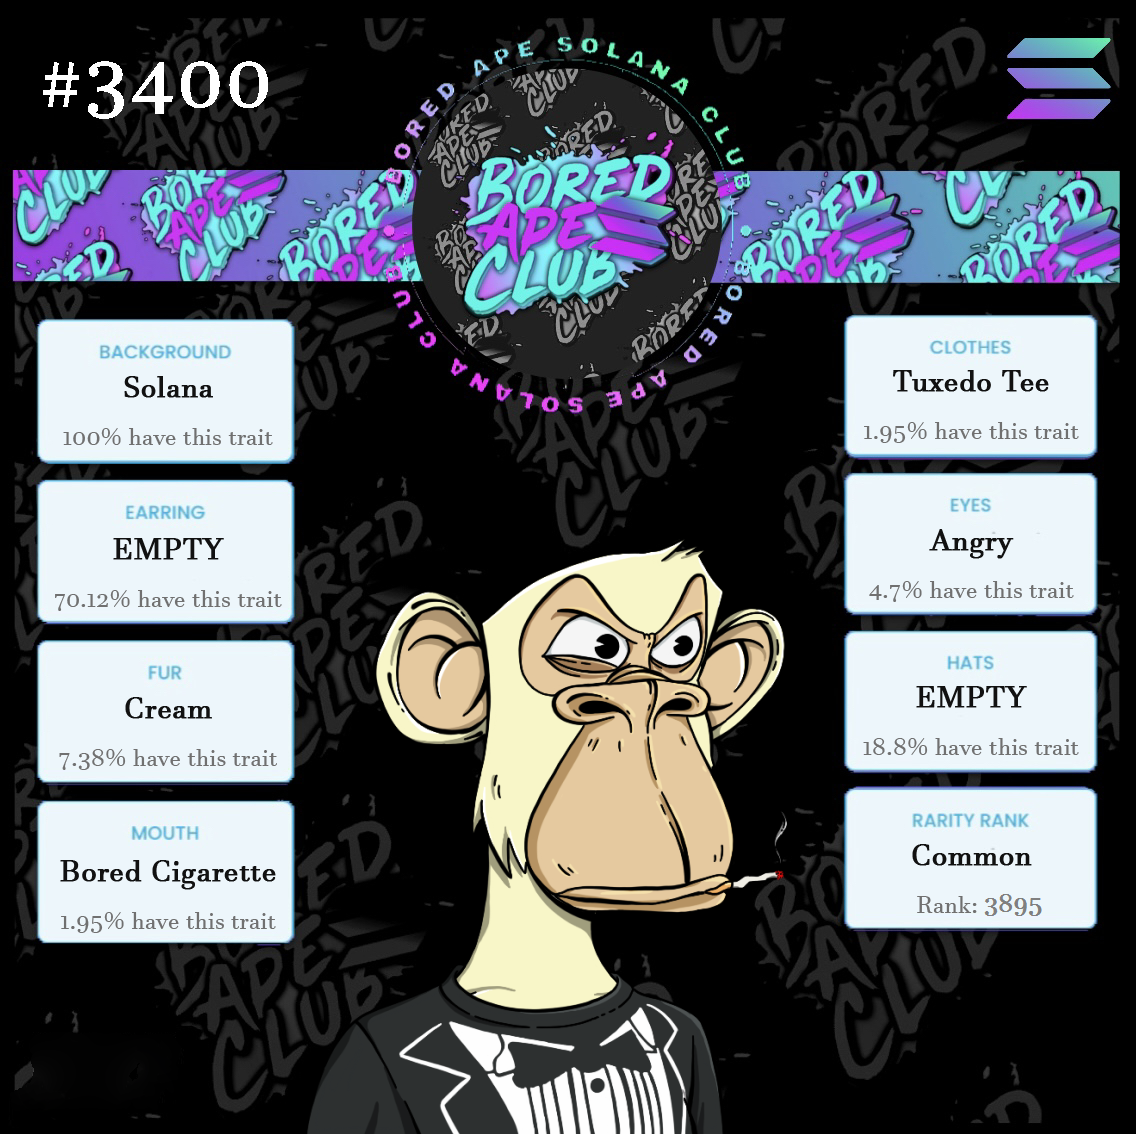 #3400
BORED APE SOLANA CLUB
BORED
APE
CLUB
BORED APE SOLANA CLUB
BACKGROUND
Solana
100% have this trait
EARRING
EMPTY
70.12% have this trait
FUR
Cream
7.38% have this trait
MOUTH
Bored Cigarette
1.95% have this trait
CLOTHES
Tuxedo Tee
1.95% have this trait
EYES
Angry
4.7% have this trait
HATS
EMPTY
18.8% have this trait
RARITY RANK
Common
Rank: 3895